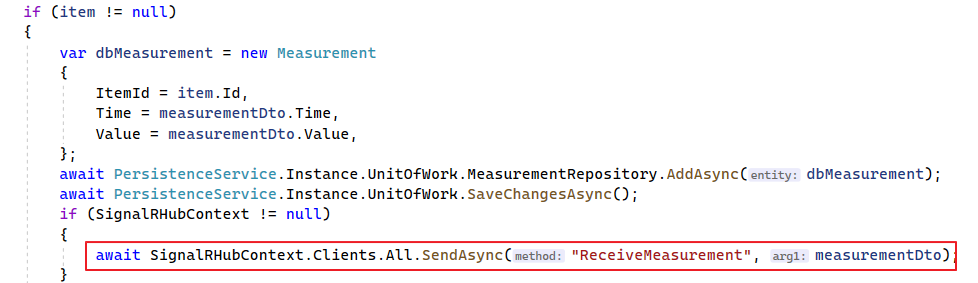 if (item != null)
{
var dbMeasurement = new Measurement
{
ItemId = item.Id,
Time = measurementDto.Time,
Value = measurementDto.Value,
};
await PersistenceService.Instance.UnitOfWork.MeasurementRepository.AddAsync(entity: dbMeasurement);
await PersistenceService.Instance.UnitOfWork.SaveChangesAsync();
if (SignalRHubContext != null)
{
await SignalRHubContext.Clients.All.SendAsync(method: "ReceiveMeasurement", arg1: measurementDto);
}